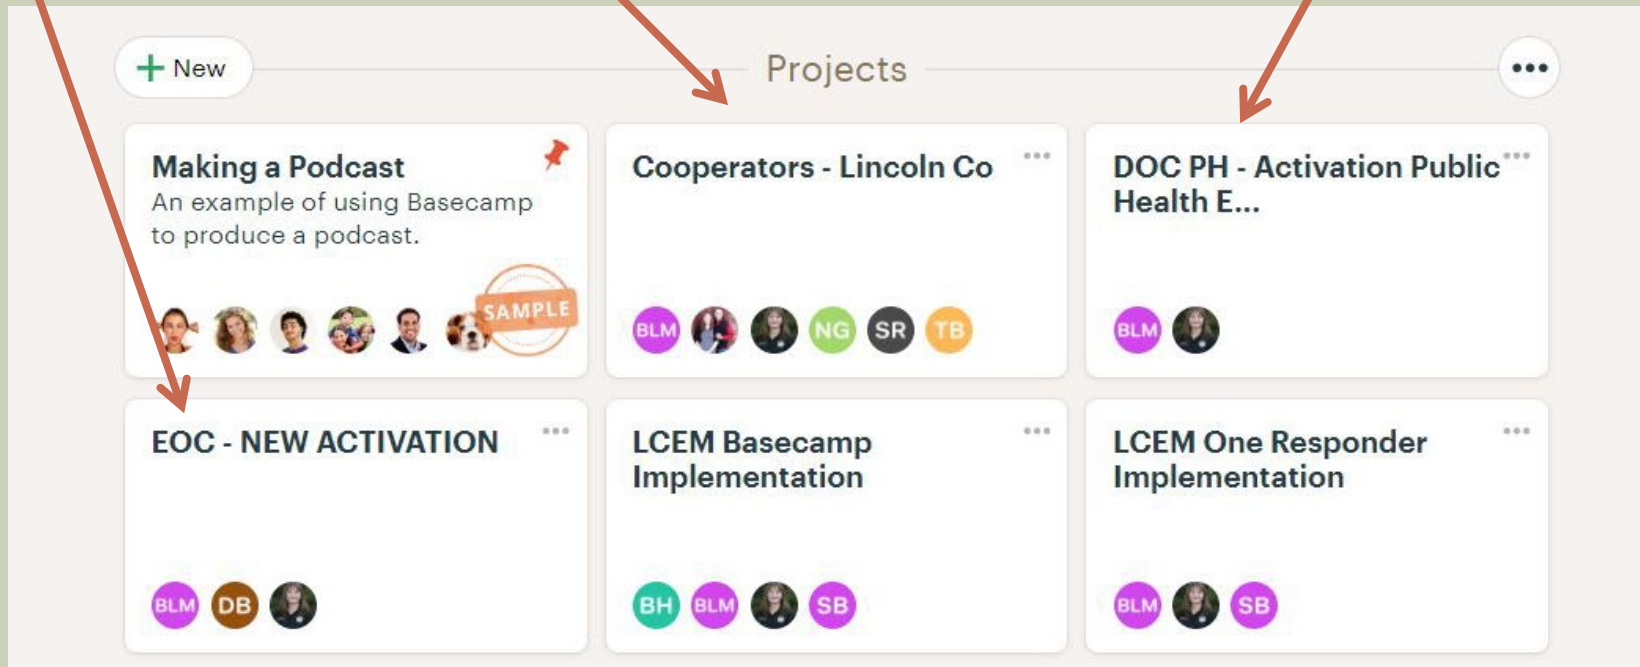 + New
Projects
Making a Podcast
An example of using Basecamp
to produce a podcast.
SAMPLE
Cooperators - Lincoln Co
BLM NG SR TB
DOC PH - Activation Public
Health E...
BLM
EOC - NEW ACTIVATION
BLM DB
LCEM Basecamp
Implementation
BH BLM SB
LCEM One Responder
Implementation
BLM SB